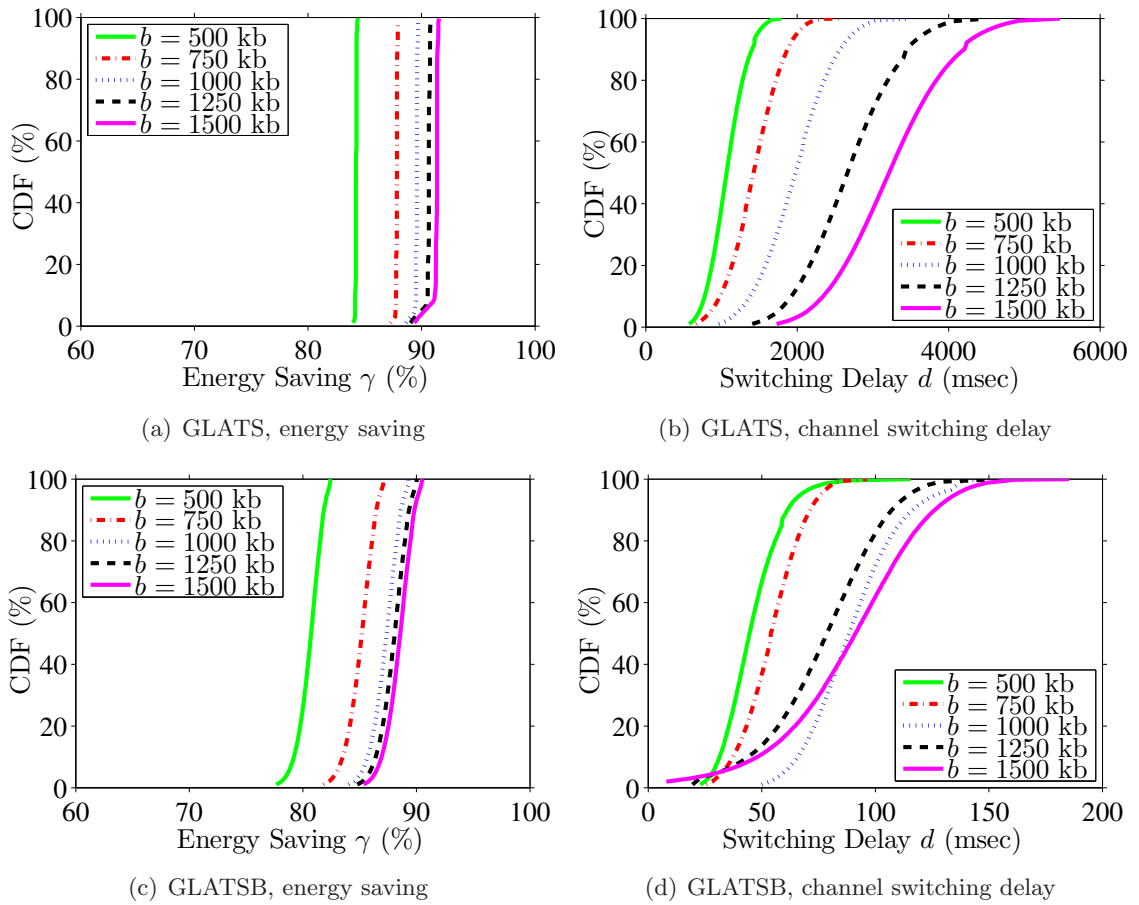 100
80
60
40
20
0
CDF (%)
b = 500 kb
b = 750 kb
b = 1000 kb
b = 1250 kb
b = 1500 kb
60 70 80 90 100
Energy Saving γ (%)
(a) GLATS, energy saving
100
80
60
40
20
0
CDF (%)
b = 500 kb
b = 750 kb
b = 1000 kb
b = 1250 kb
b = 1500 kb
0 2000 4000 6000
Switching Delay d (msec)
(b) GLATS, channel switching delay
100
80
60
40
20
0
CDF (%)
b = 500 kb
b = 750 kb
b = 1000 kb
b = 1250 kb
b = 1500 kb
60 70 80 90 100
Energy Saving γ (%)
(c) GLATSB, energy saving
100
80
60
40
20
0
CDF (%)
b = 500 kb
b = 750 kb
b = 1000 kb
b = 1250 kb
b = 1500 kb
0 50 100 150 200
Switching Delay d (msec)
(d) GLATSB, channel switching delay